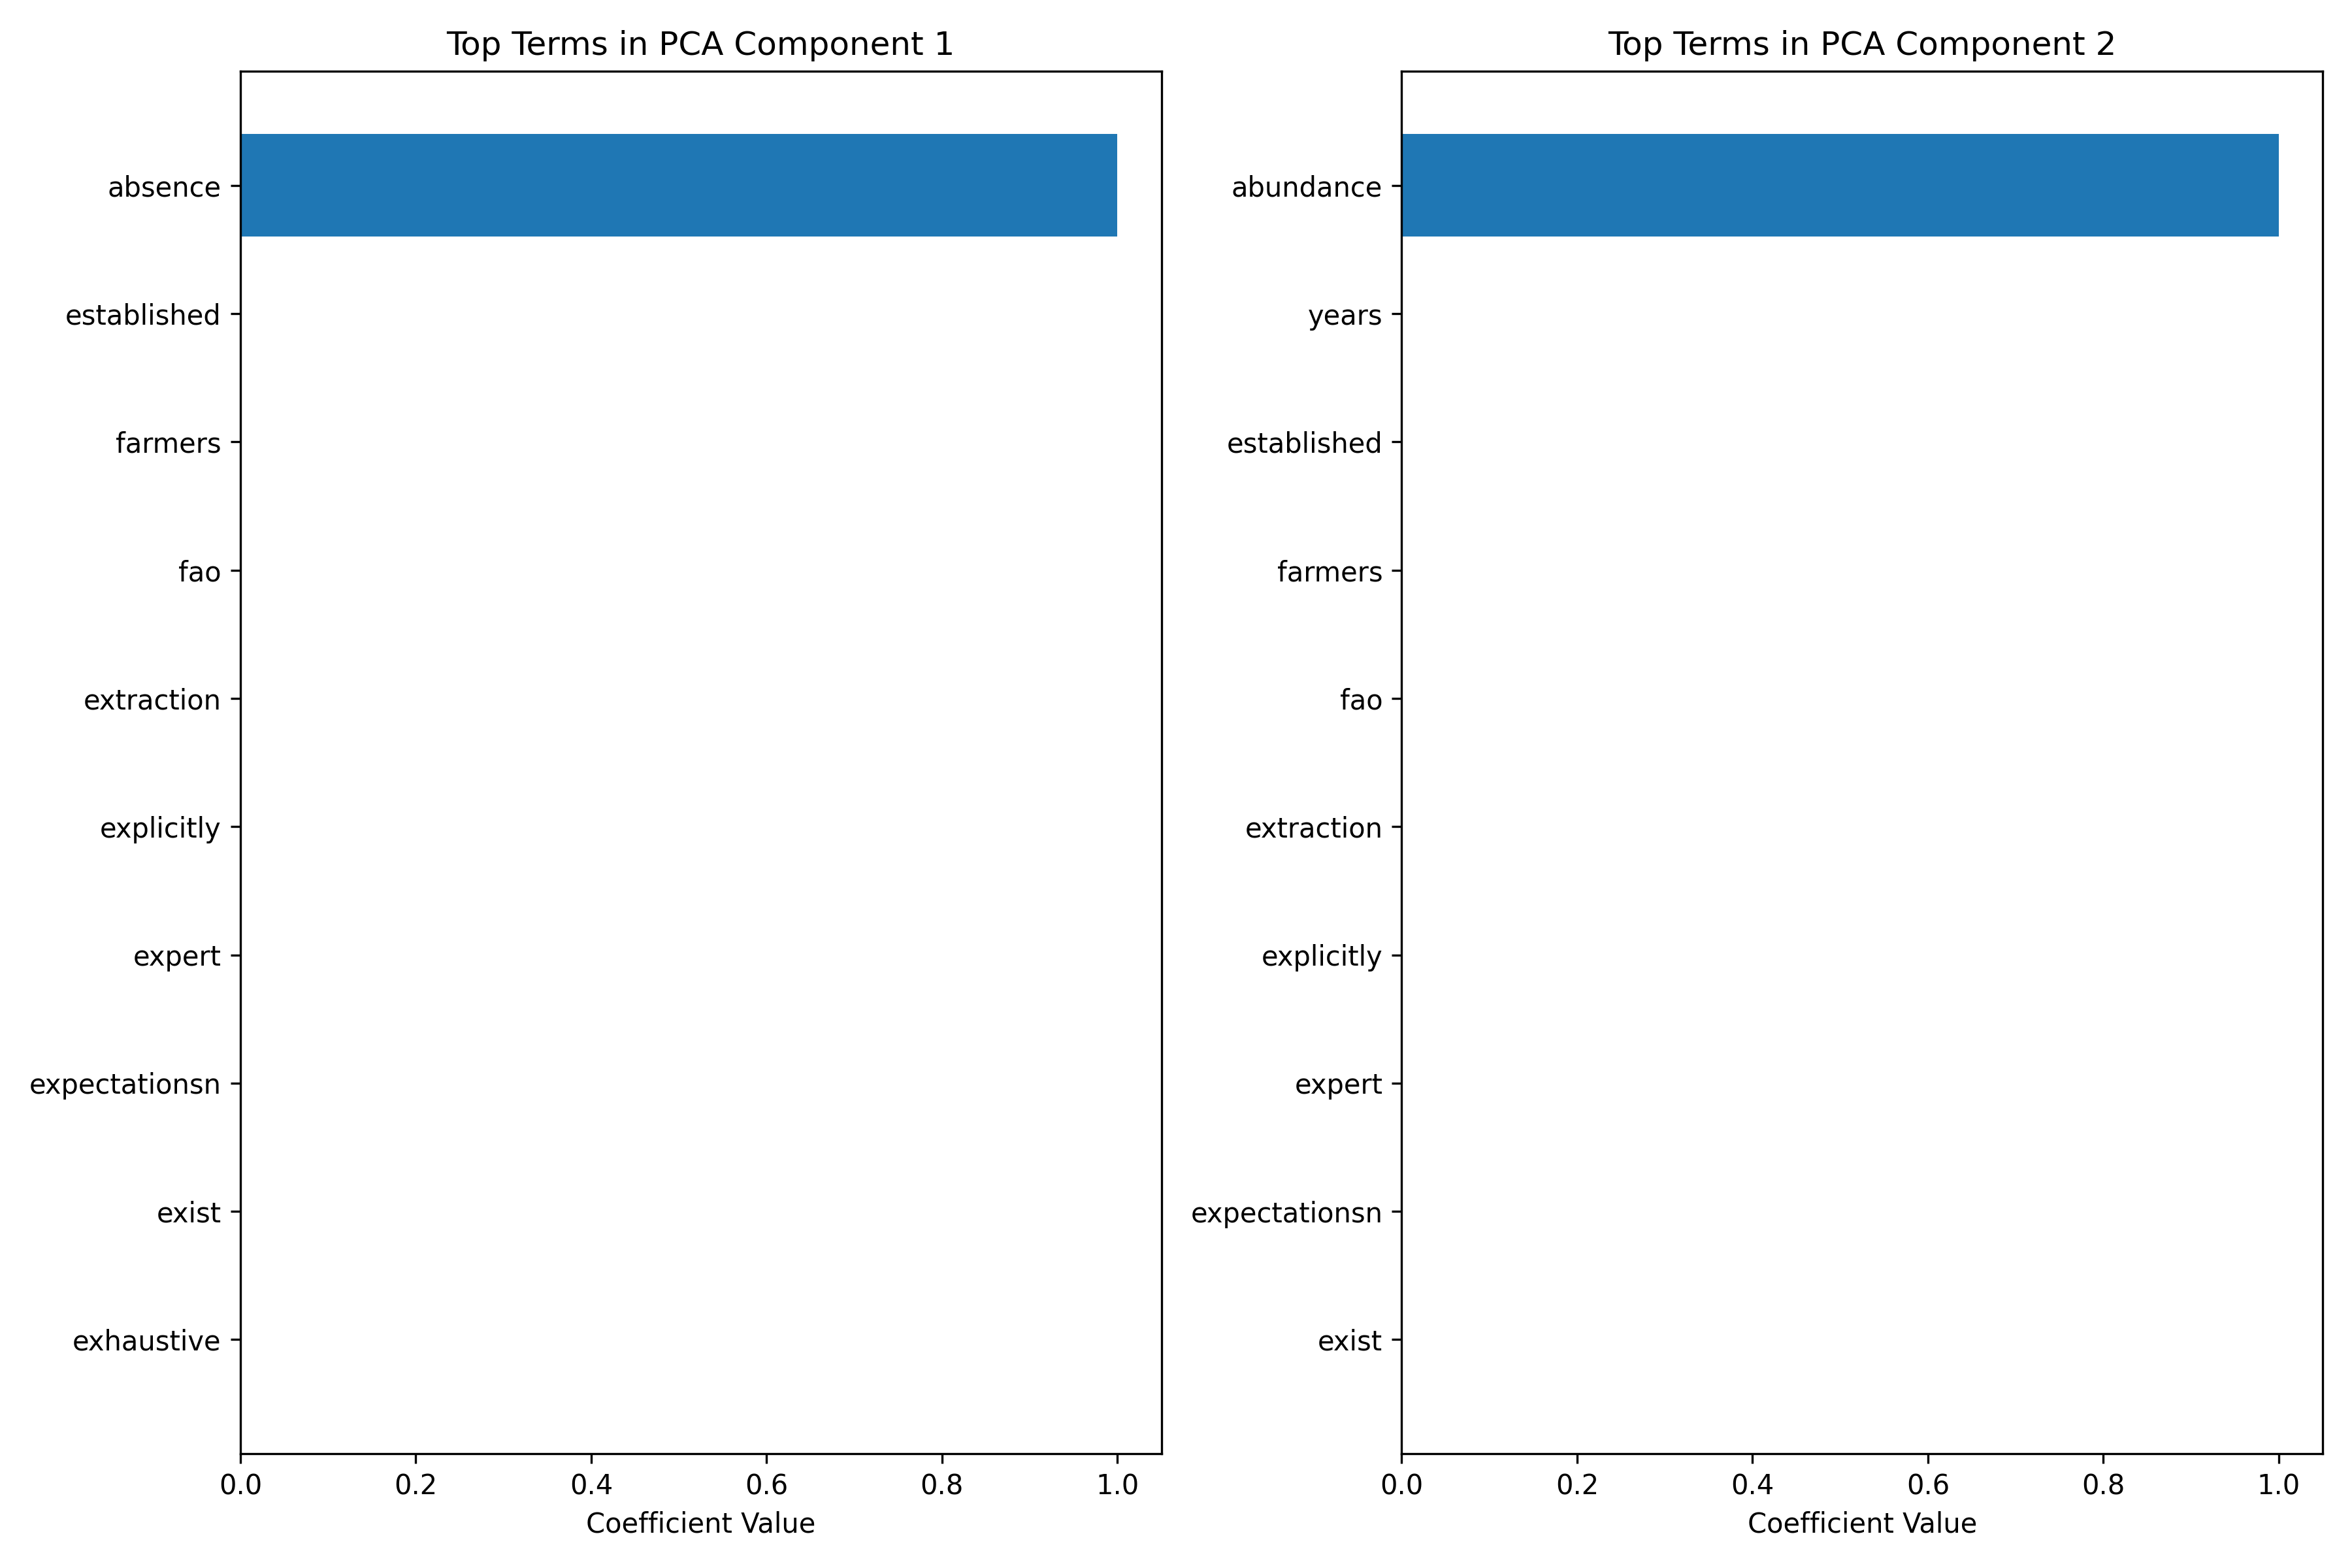 Top Terms in PCA Component 1
absence
established
farmers
fao
extraction
explicitly
expert
expectationsn
exist
exhaustive
0.0 0.2 0.4 0.6 0.8 1.0
Coefficient Value
Top Terms in PCA Component 2
abundance
years
established
farmers
fao
extraction
explicitly
expert
expectationsn
exist
0.0 0.2 0.4 0.6 0.8 1.0
Coefficient Value